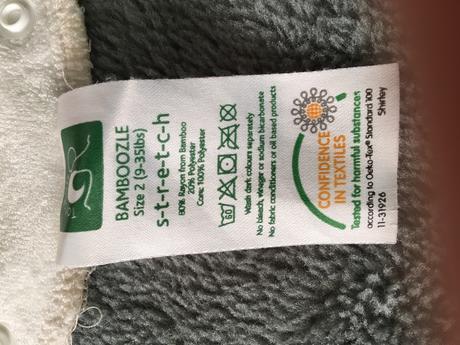 BAMBOOZLE
Size 2 (9-35lbs)
s-t-r-e-t-c-h
80% Rayon from Bamboo
20% Polyester
Core: 100% Polyester
60
Wash dark colours separately
No bleach, vinegar or sodium bicarbonate
No fabric conditioners or oil based products
CONFIDENCE
IN TEXTILES
Tested for harmful substances
according to Oeko-Tex® Standard 100
11-31926 Shirley